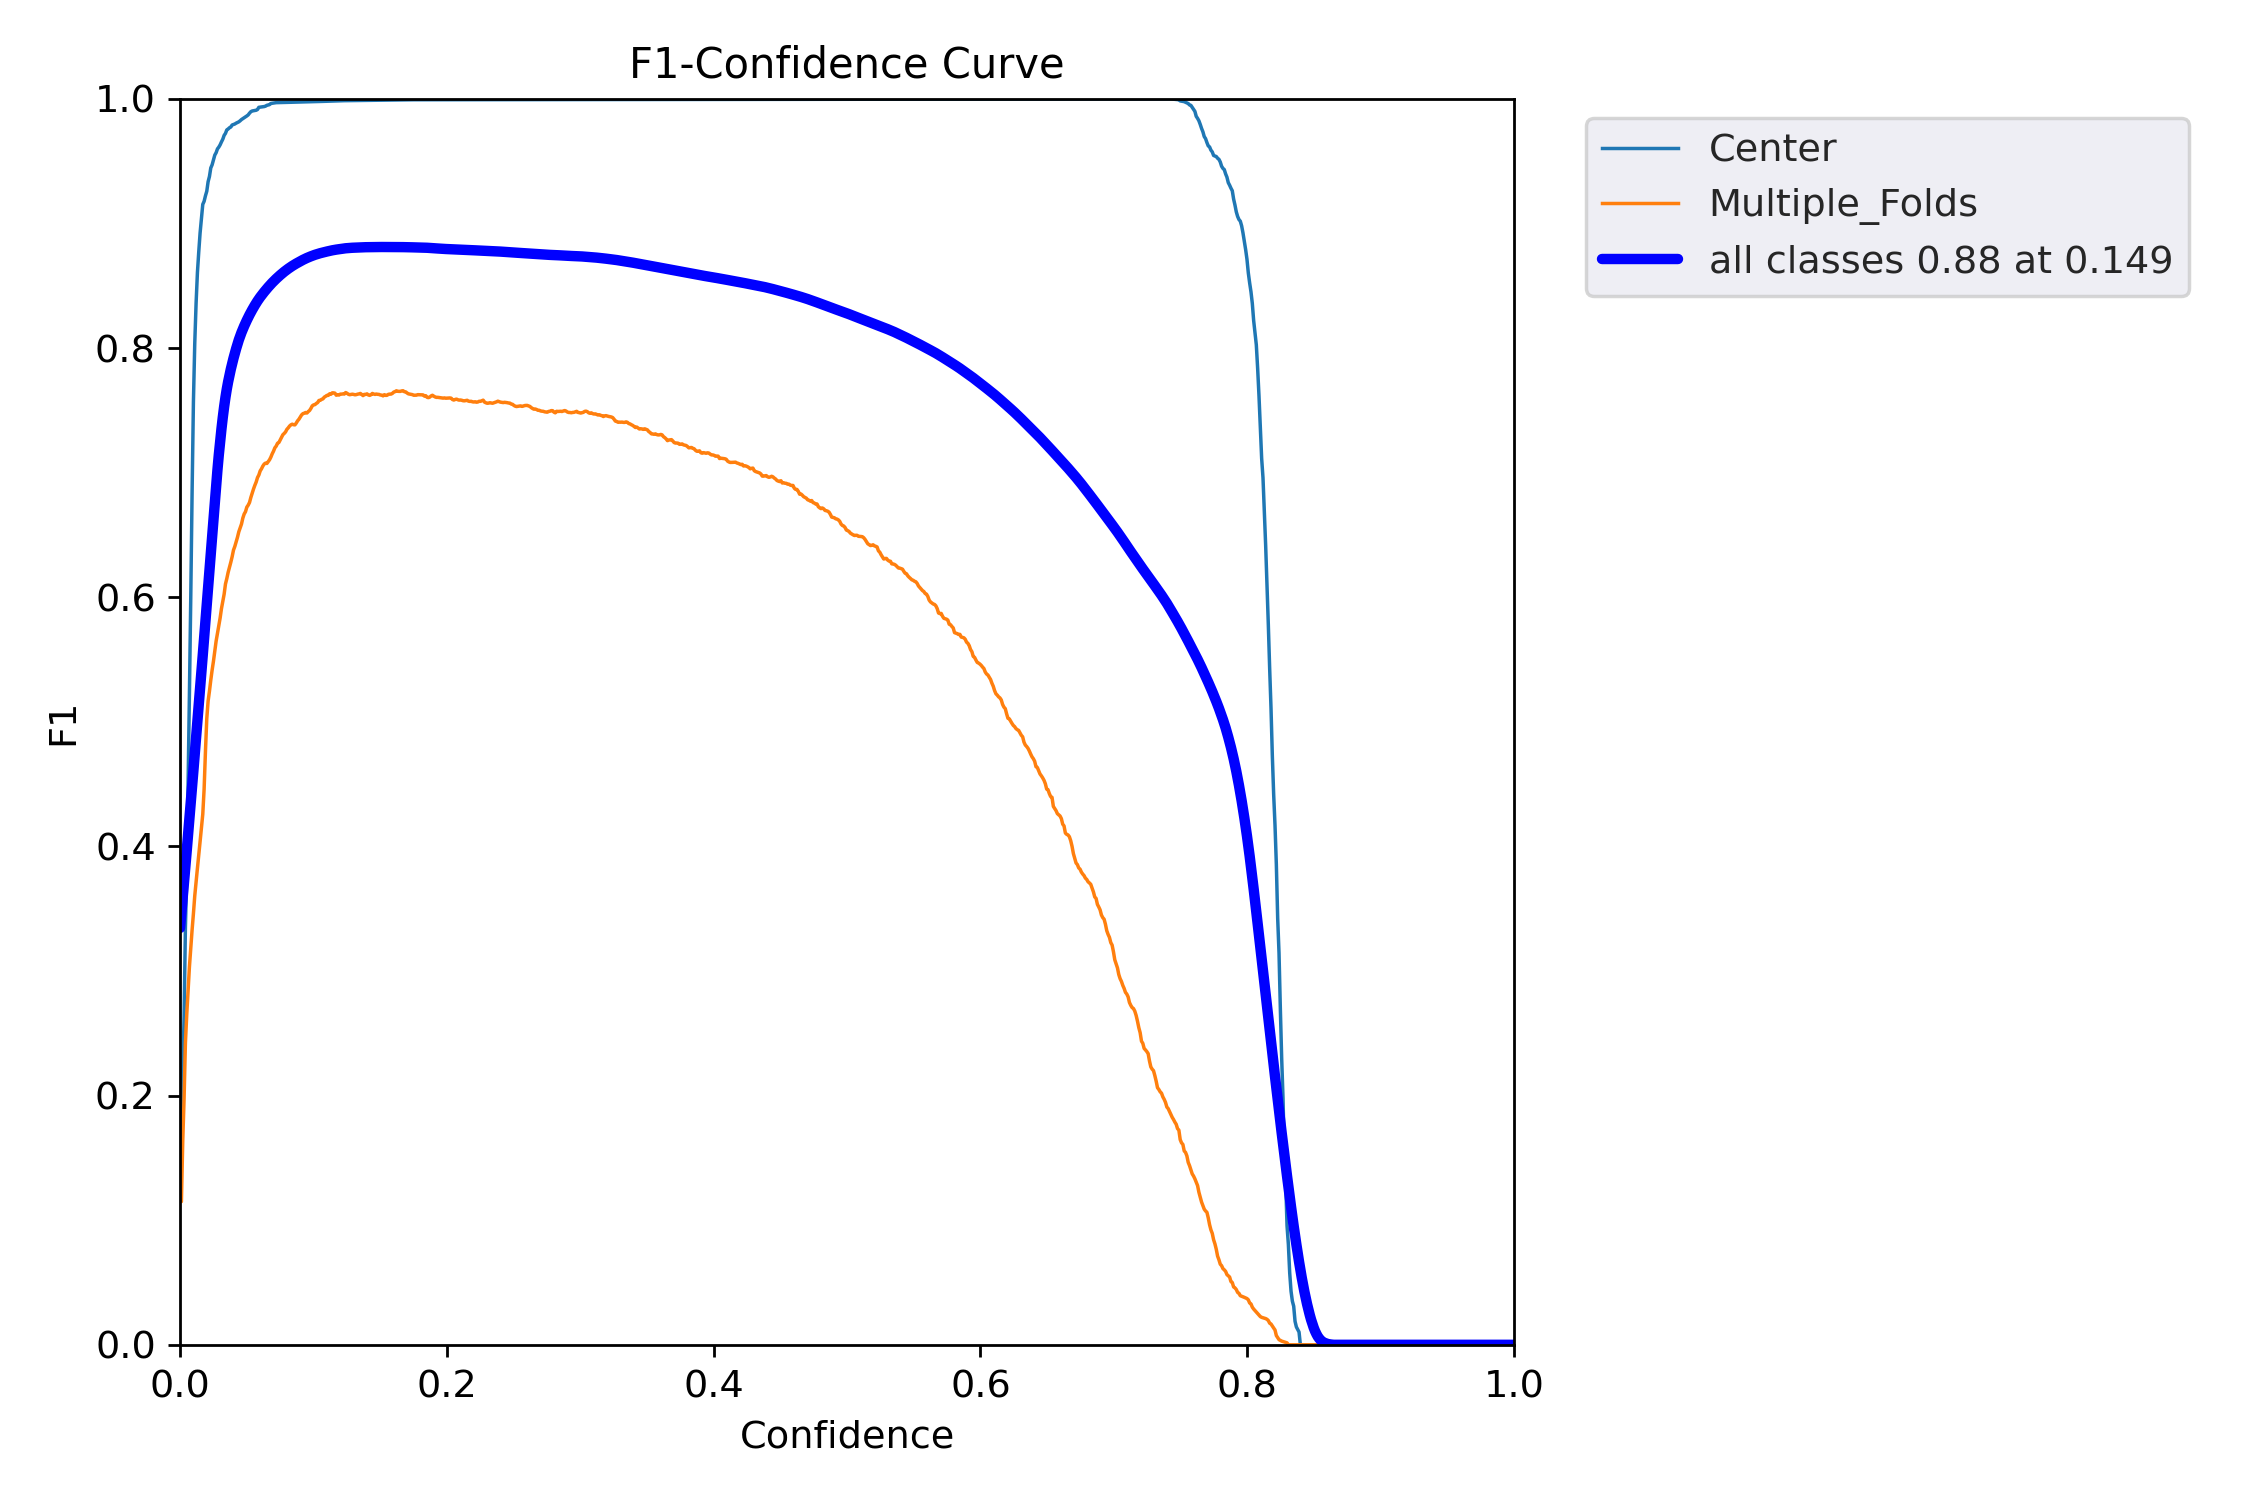 F1-Confidence Curve
1.0
0.8
0.6
0.4
0.2
0.0
F1
0.0 0.2 0.4 0.6 0.8 1.0
Confidence
Center
Multiple_Folds
all classes 0.88 at 0.149